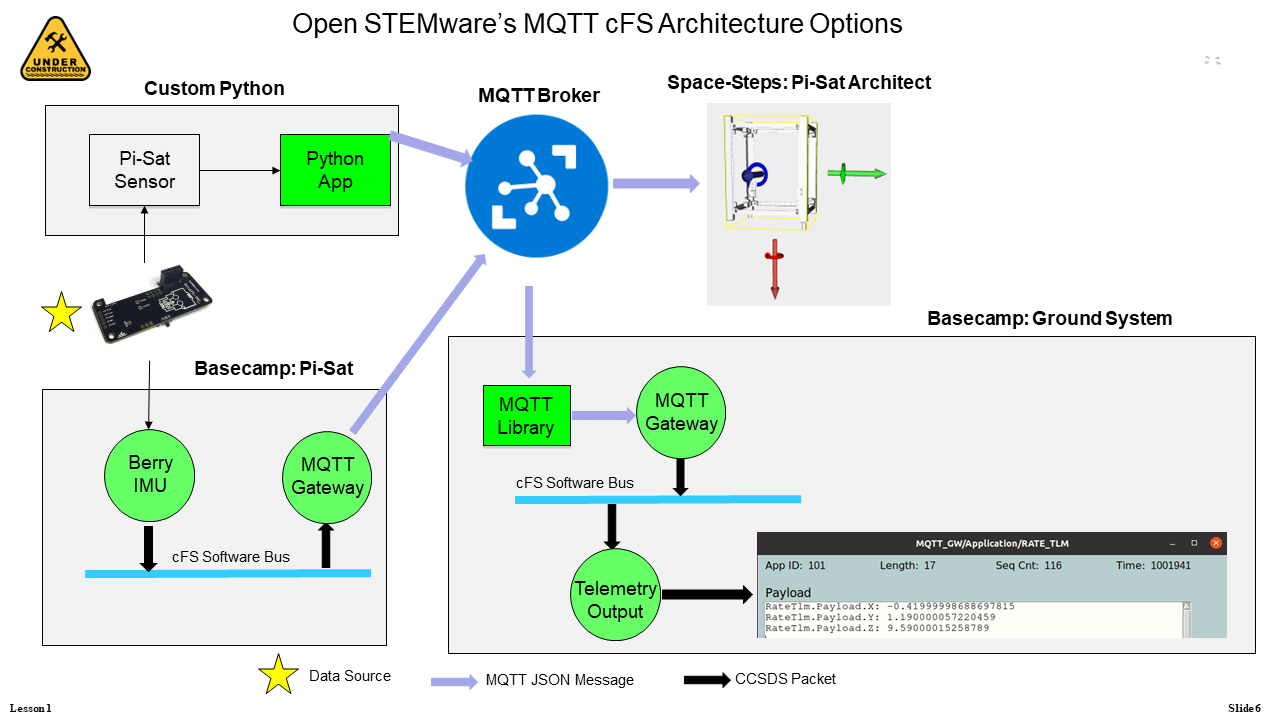 Open STEMware's MQTT cFS Architecture Options
UNDER
CONSTRUCTION
Custom Python
MQTT Broker
Space-Steps: Pi-Sat Architect
Pi-Sat
Sensor
Python
App
Basecamp: Pi-Sat
Berry
IMU
MQTT
Gateway
cFS Software Bus
Basecamp: Ground System
MQTT
Library
MQTT
Gateway
cFS Software Bus
Telemetry
Output
MQTT_GW/Application/RATE_TLM
App ID: 101 Length: 17 Seq Cnt: 116 Time: 1001941
Payload
RateTlm.Payload.X: -0.41999998688697815
RateTlm.Payload.Y: 1.190000057220459
RateTlm.Payload.Z: 9.59000015258789
Data Source
MQTT JSON Message
CCSDS Packet
Lesson 1
Slide 6